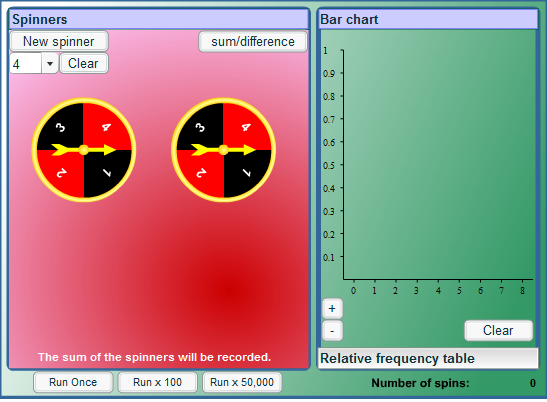 Spinners
New spinner
sum/difference
4
Clear
3 4
2 1
3 4
2 1
The sum of the spinners will be recorded.
Run Once
Run x 100
Run x 50,000
Bar chart
1
0.9
0.8
0.7
0.6
0.5
0.4
0.3
0.2
0.1
0 1 2 3 4 5 6 7 8
+
-
Clear
Relative frequency table
Number of spins: 0